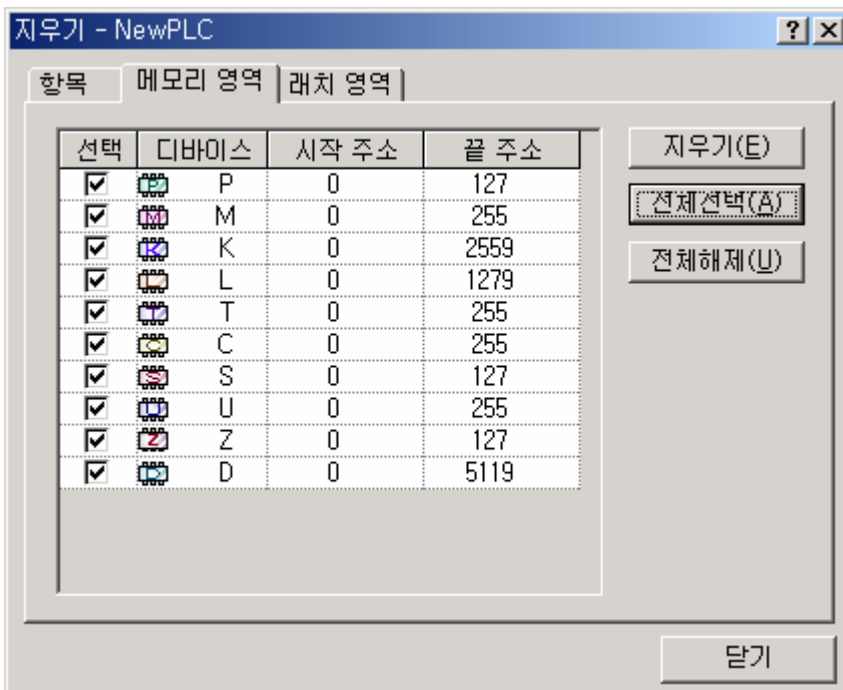 지우기 - NewPLC
항목 메모리 영역 래치 영역
선택 디바이스 시작 주소 끝 주소
P 0 127
M 0 255
K 0 2559
L 0 1279
T 0 255
C 0 255
S 0 127
U 0 255
Z 0 127
D 0 5119
지우기(E)
전체선택(A)
전체해제(U)
닫기